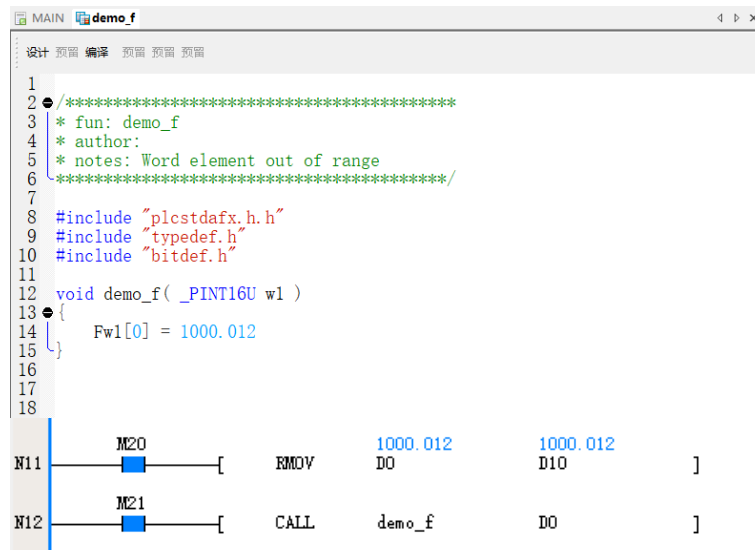 MAIN demo_f
设计 预留 编译 预留 预留 预留
1
2 /*****************************************
3 * fun: demo_f
4 * author:
5 * notes: Word element out of range
6 *****************************************/
7
8 #include "plcstdafx.h.h"
9 #include "typedef.h"
10 #include "bitdef.h"
11
12 void demo_f( _PINT16U w1 )
13 {
14 Fw1[0] = 1000.012
15 }
16
17
18
M20 1000.012 1000.012
N11 [ RMOV D0 D10 ]
M21
N12 [ CALL demo_f D0 ]